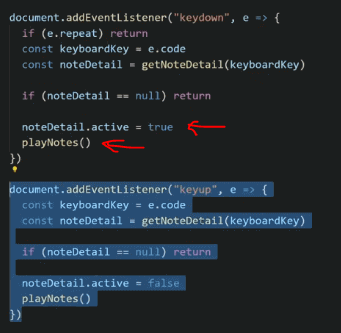 document.addEventListener("keydown", e => {
  if (e.repeat) return
  const keyboardKey = e.code
  const noteDetail = getNoteDetail(keyboardKey)

  if (noteDetail == null) return

  noteDetail.active = true
  playNotes()
})

document.addEventListener("keyup", e => {
  const keyboardKey = e.code
  const noteDetail = getNoteDetail(keyboardKey)

  if (noteDetail == null) return

  noteDetail.active = false
  playNotes()
})